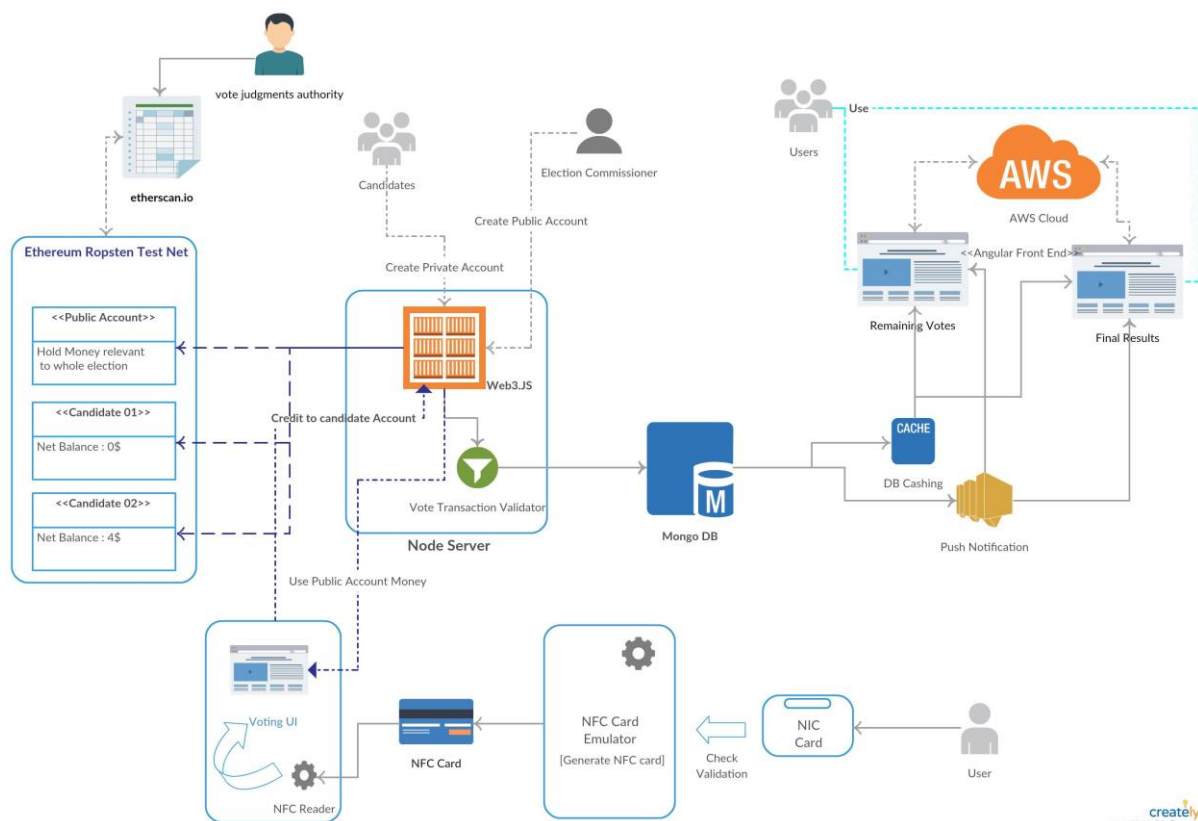 vote judgments authority
etherscan.io
Candidates
Election Commissioner
Users
Use
AWS
AWS Cloud
Create Public Account
Create Private Account
Ethereum Ropsten Test Net
<<Public Account>>
Hold Money relevant
to whole election
<<Candidate 01>>
Net Balance : 0$
<<Candidate 02>>
Net Balance : 4$
Web3.JS
Credit to candidate Account
Vote Transaction Validator
Node Server
Use Public Account Money
<<Angular Front End>>
Remaining Votes
Final Results
CACHE
DB Cashing
M
Mongo DB
Push Notification
Voting UI
NFC Reader
NFC Card
NFC Card
Emulator
[Generate NFC card]
Check
Validation
NIC
Card
User
creately